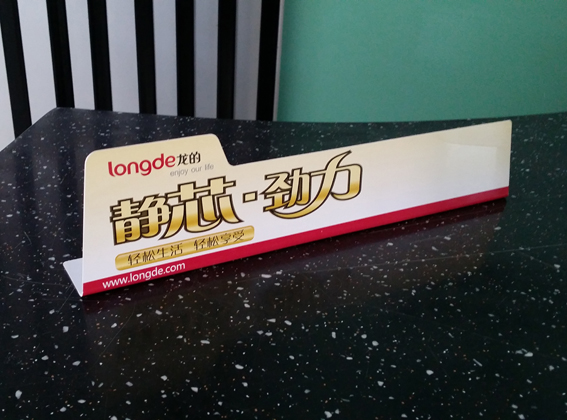 longde龙的
enjoy our life
静芯·劲力
轻松生活 轻松享受
www.longde.com